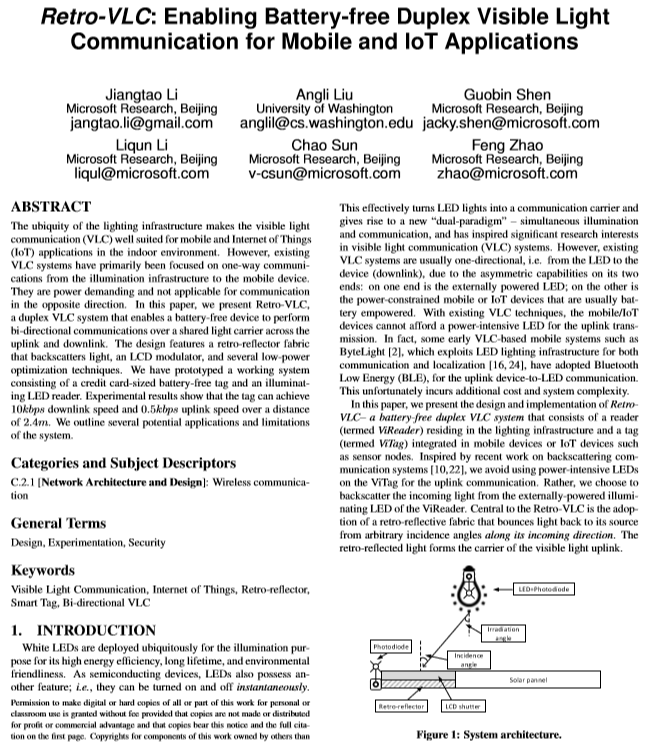 Retro-VLC: Enabling Battery-free Duplex Visible Light
Communication for Mobile and IoT Applications
Jiangtao Li
Microsoft Research, Beijing
jangtao.li@gmail.com
Angli Liu
University of Washington
anglil@cs.washington.edu
Guobin Shen
Microsoft Research, Beijing
jacky.shen@microsoft.com
Liqun Li
Microsoft Research, Beijing
liqul@microsoft.com
Chao Sun
Microsoft Research, Beijing
v-csun@microsoft.com
Feng Zhao
Microsoft Research, Beijing
zhao@microsoft.com
ABSTRACT
The ubiquity of the lighting infrastructure makes the visible light
communication (VLC) well suited for mobile and Internet of Things
(IoT) applications in the indoor environment. However, existing
VLC systems have primarily been focused on one-way communi-
cations from the illumination infrastructure to the mobile device.
They are power demanding and not applicable for communication
in the opposite direction. In this paper, we present Retro-VLC,
a duplex VLC system that enables a battery-free device to perform
bi-directional communications over a shared light carrier across the
uplink and downlink. The design features a retro-reflector fabric
that backscatters light, an LCD modulator, and several low-power
optimization techniques. We have prototyped a working system
consisting of a credit card-sized battery-free tag and an illuminat-
ing LED reader. Experimental results show that the tag can achieve
10kbps downlink speed and 0.5kbps uplink speed over a distance
of 2.4m. We outline several potential applications and limitations
of the system.
Categories and Subject Descriptors
C.2.1 [Network Architecture and Design]: Wireless communica-
tion
General Terms
Design, Experimentation, Security
Keywords
Visible Light Communication, Internet of Things, Retro-reflector,
Smart Tag, Bi-directional VLC
1. INTRODUCTION
White LEDs are deployed ubiquitously for the illumination pur-
pose for its high energy efficiency, long lifetime, and environmental
friendliness. As semiconducting devices, LEDs also possess an-
other feature; i.e., they can be turned on and off instantaneously.
Permission to make digital or hard copies of all or part of this work for personal or
classroom use is granted without fee provided that copies are not made or distributed
for profit or commercial advantage and that copies bear this notice and the full cita-
tion on the first page. Copyrights for components of this work owned by others than
This effectively turns LED lights into a communication carrier and
gives rise to a new "dual-paradigm" – simultaneous illumination
and communication, and has inspired significant research interests
in visible light communication (VLC) systems. However, existing
VLC systems are usually one-directional, i.e. from the LED to the
device (downlink), due to the asymmetric capabilities on its two
ends: on one end is the externally powered LED; on the other is
the power-constrained mobile or IoT devices that are usually bat-
tery empowered. With existing VLC techniques, the mobile/IoT
devices cannot afford a power-intensive LED for the uplink trans-
mission. In fact, some early VLC-based mobile systems such as
ByteLight [2], which exploits LED lighting infrastructure for both
communication and localization [16, 24], have adopted Bluetooth
Low Energy (BLE), for the uplink device-to-LED communication.
This unfortunately incurs additional cost and system complexity.
In this paper, we present the design and implementation of Retro-
VLC– a battery-free duplex VLC system that consists of a reader
(termed ViReader) residing in the lighting infrastructure and a tag
(termed ViTag) integrated in mobile devices or IoT devices such
as sensor nodes. Inspired by recent work on backscattering com-
munication systems [10,22], we avoid using power-intensive LEDs
on the ViTag for the uplink communication. Rather, we choose to
backscatter the incoming light from the externally-powered illumi-
nating LED of the ViReader. Central to the Retro-VLC is the adop-
tion of a retro-reflective fabric that bounces light back to its source
from arbitrary incidence angles along its incoming direction. The
retro-reflected light forms the carrier of the visible light uplink.
LED+Photodiode
Irradiation
angle
Photodiode
Incidence
angle
Solar pannel
Retro-reflector
LCD shutter
Figure 1: System architecture.